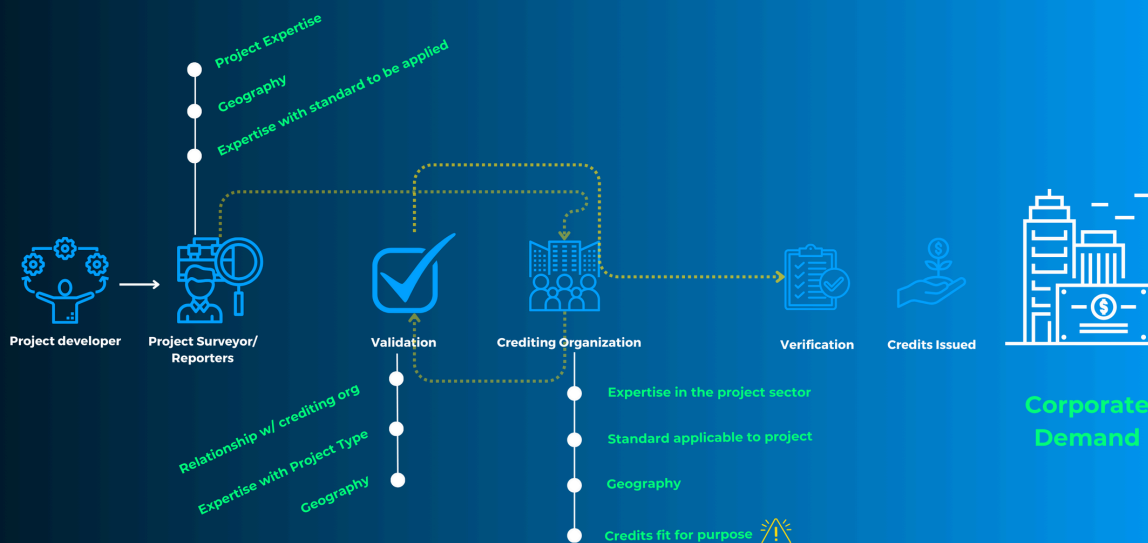 Project Expertise
Geography
Expertise with standard to be applied
Project developer
Project Surveyor/
Reporters
Validation
Crediting Organization
Verification
Credits Issued
$
$
Relationship w/ crediting org
Expertise with Project Type
Geography
Expertise in the project sector
Standard applicable to project
Geography
Credits fit for purpose
Corporate
Demand